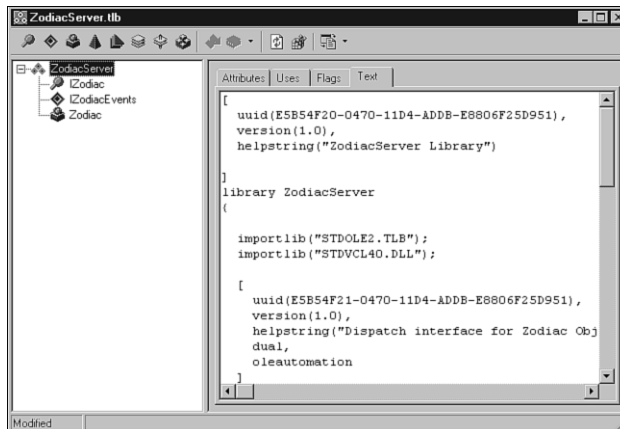 ZodiacServer.tlb
ZodiacServer
IZodiac
IZodiacEvents
Zodiac
Attributes Uses Flags Text
[
uuid(E5B54F20-0470-11D4-ADDB-E8806F25D951),
version(1.0),
helpstring("ZodiacServer Library")
]
library ZodiacServer
(
importlib("STDOLE2.TLB");
importlib("STDVCL40.DLL");
[
uuid(E5B54F21-0470-11D4-ADDB-E8806F25D951),
version(1.0),
helpstring("Dispatch interface for Zodiac Obj
dual,
oleautomation
]
Modified